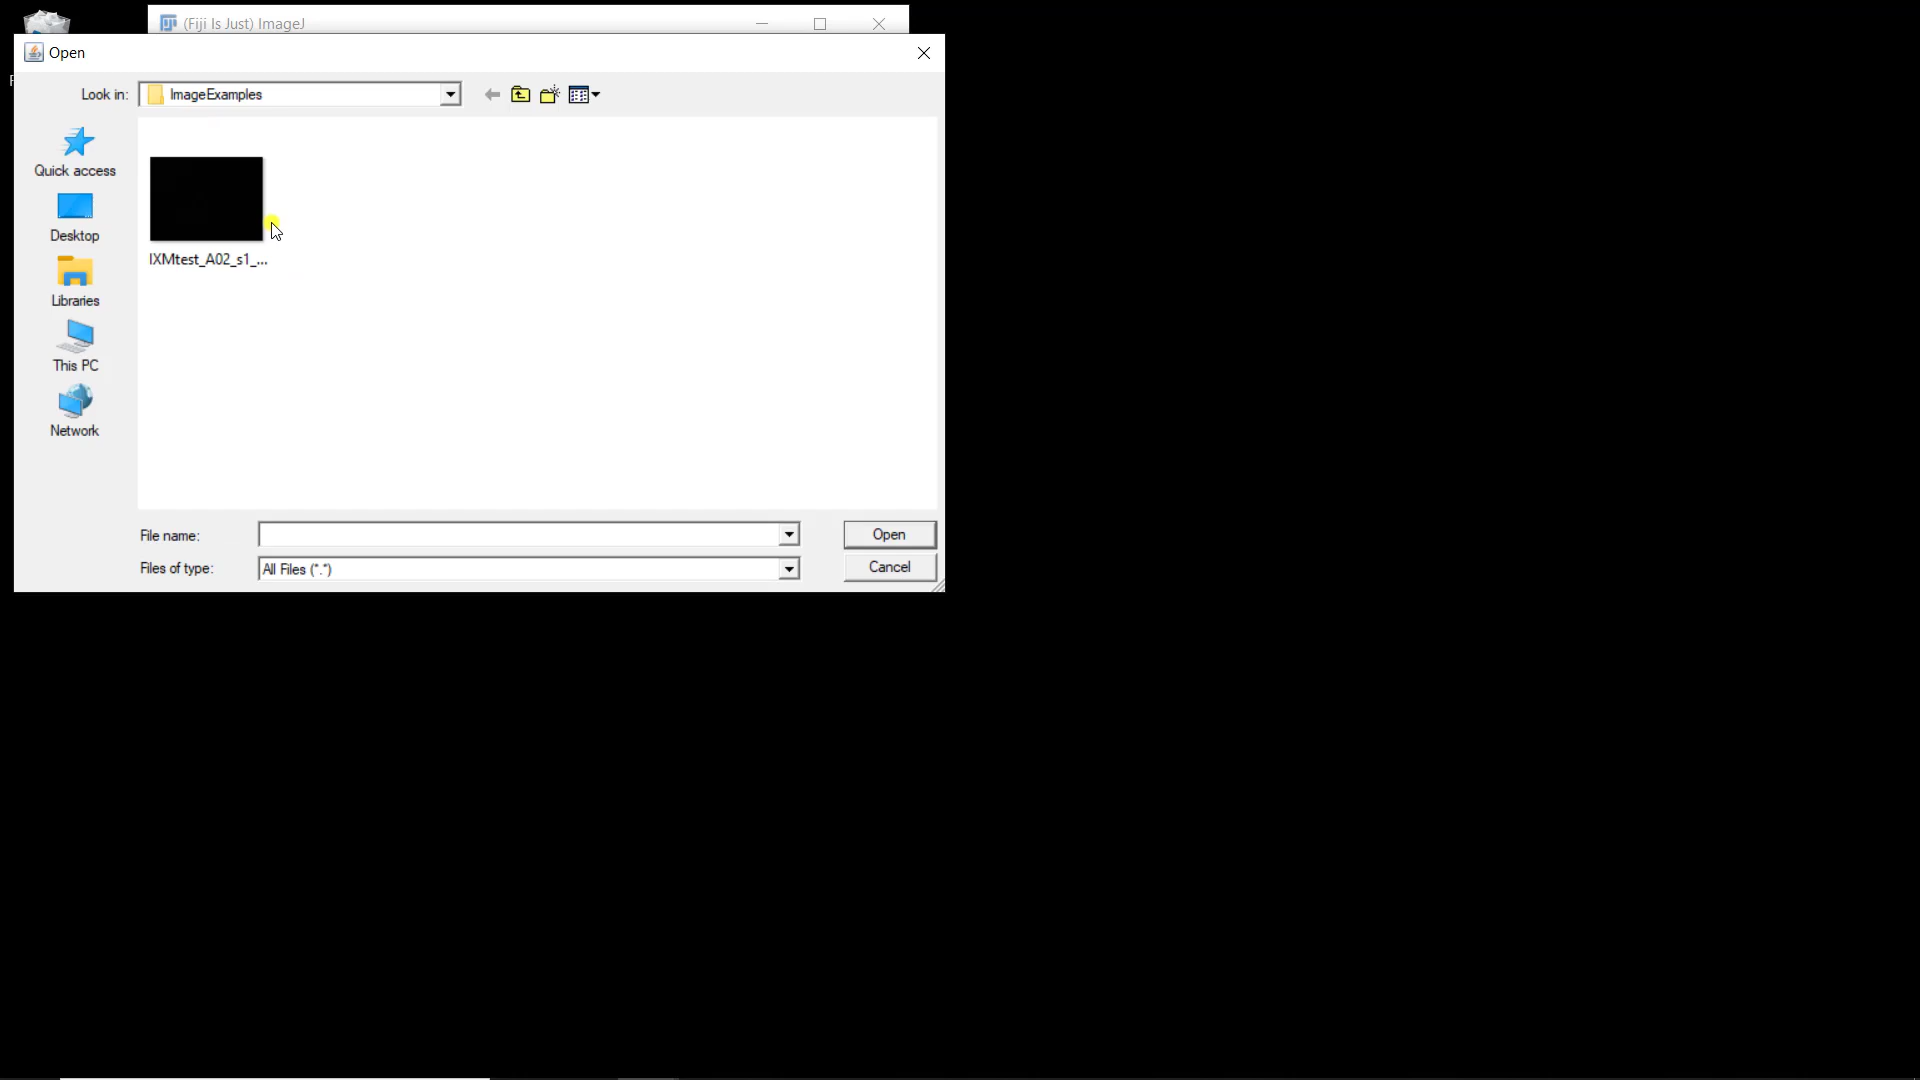 (Fiji Is Just) ImageJ
Open
Look in: ImageExamples
Quick access
Desktop
Libraries
This PC
Network
IXMtest_A02_s1_...
File name:
Open
Files of type: All Files (*.*)
Cancel